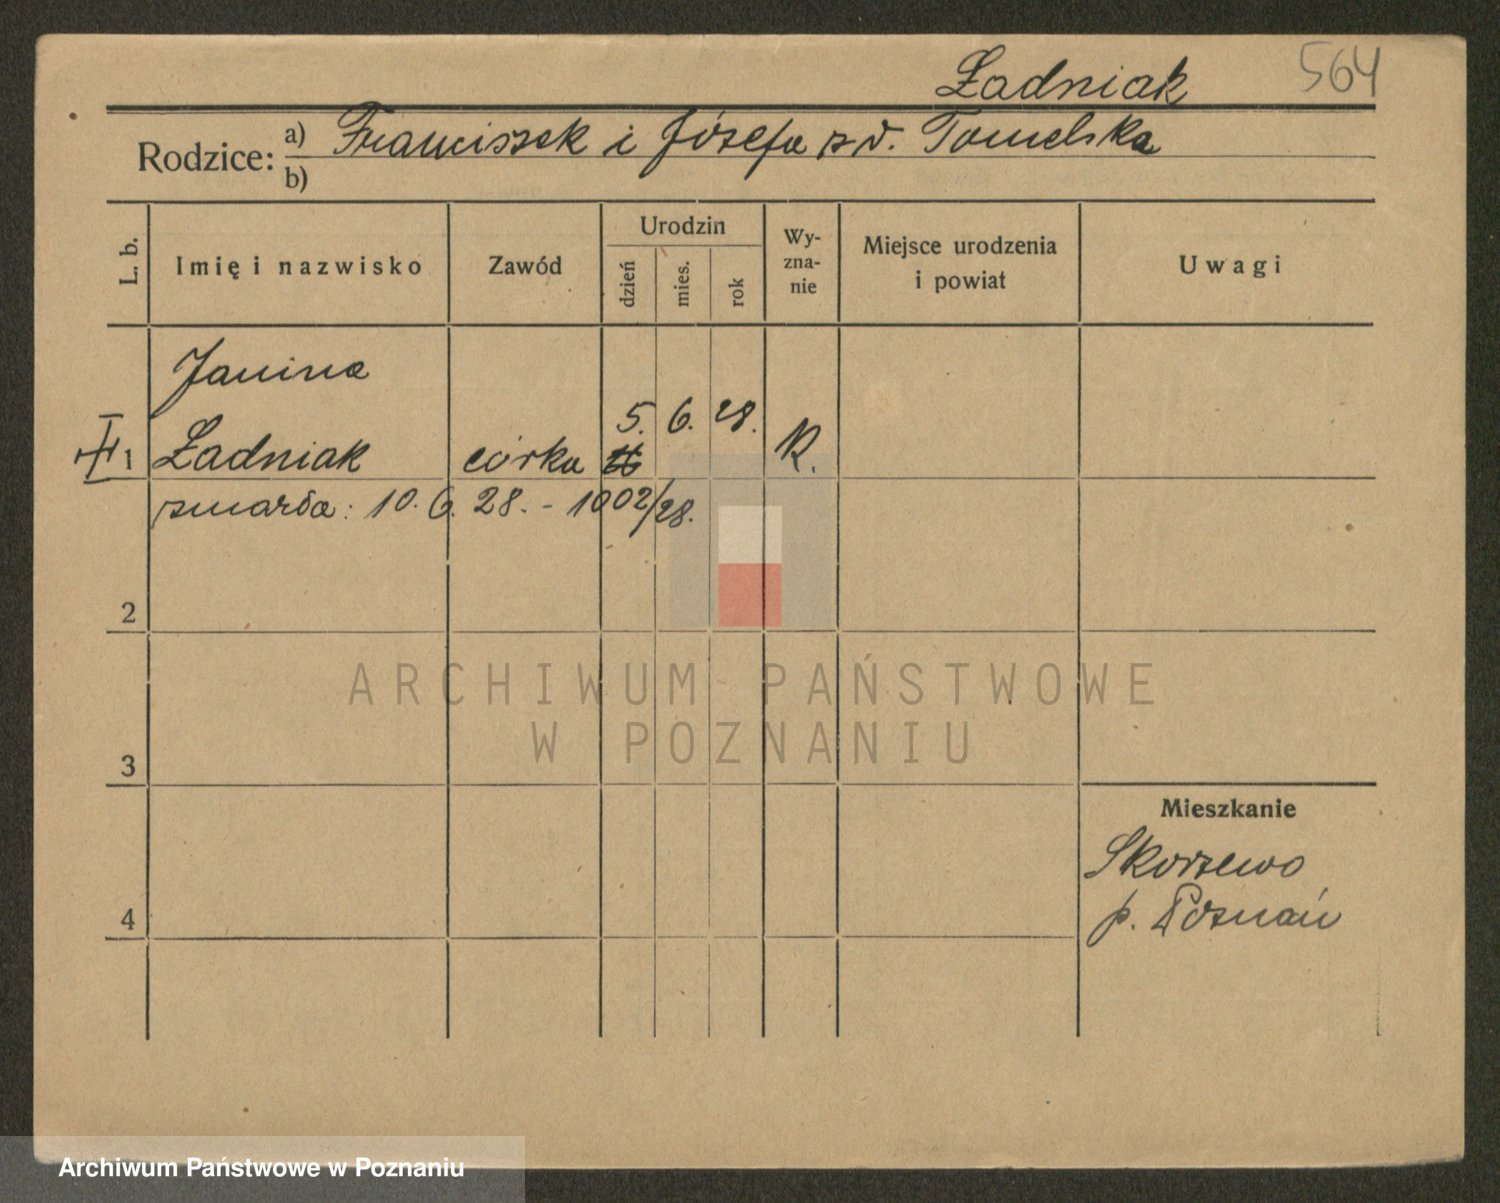 Ładniak 564
Rodzice: a) Franciszek i Józefa z d. Tomelska
b)
L. b. Imię i nazwisko Zawód Urodzin dzień mies. rok Wy-zna-nie Miejsce urodzenia i powiat Uwagi
Janina
1 Ładniak córka 5. 6. 28. R.
zmarła: 10. 6. 28. - 1002/28.
2
ARCHIWUM PAŃSTWOWE
W POZNANIU
3
Mieszkanie
Skórzewo
p. Poznań
4
Archiwum Państwowe w Poznaniu